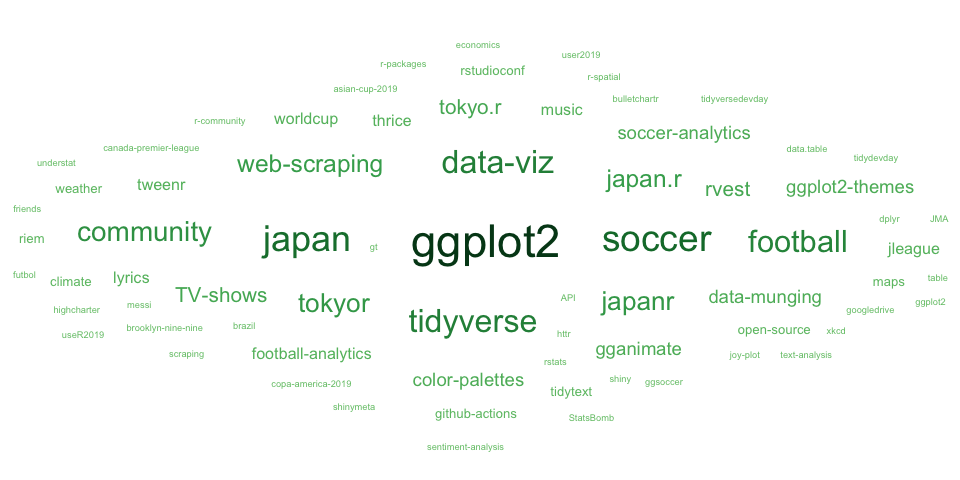 economics
user2019
r-packages
rstudioconf
r-spatial
asian-cup-2019
bulletchartr
tidyversedevday
tokyo.r
music
r-community
worldcup
thrice
soccer-analytics
canada-premier-league
data.table
understat
web-scraping
data-viz
tidydevday
weather
tweenr
japan.r
rvest
ggplot2-themes
friends
dplyr
JMA
riem
community
japan
gt
ggplot2
soccer
football
jleague
futbol
climate
lyrics
maps
table
TV-shows
tokyor
API
japanr
data-munging
highcharter
messi
googledrive
ggplot2
useR2019
brooklyn-nine-nine
brazil
tidyverse
httr
open-source
xkcd
scraping
football-analytics
rstats
gganimate
joy-plot
text-analysis
copa-america-2019
color-palettes
tidytext
shiny
ggsoccer
shinymeta
github-actions
StatsBomb
sentiment-analysis